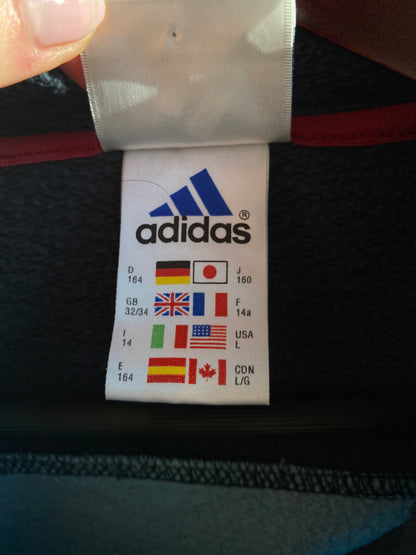 adidas®
D 164 J 160
GB 32/34 F 14a
I 14 USA L
E 164 CDN L/G